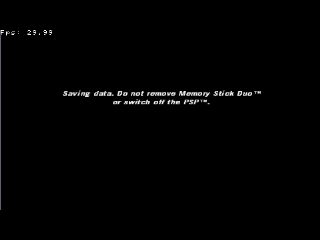 Fps: 29.99
Saving data. Do not remove Memory Stick Duo™
or switch off the PSP™.